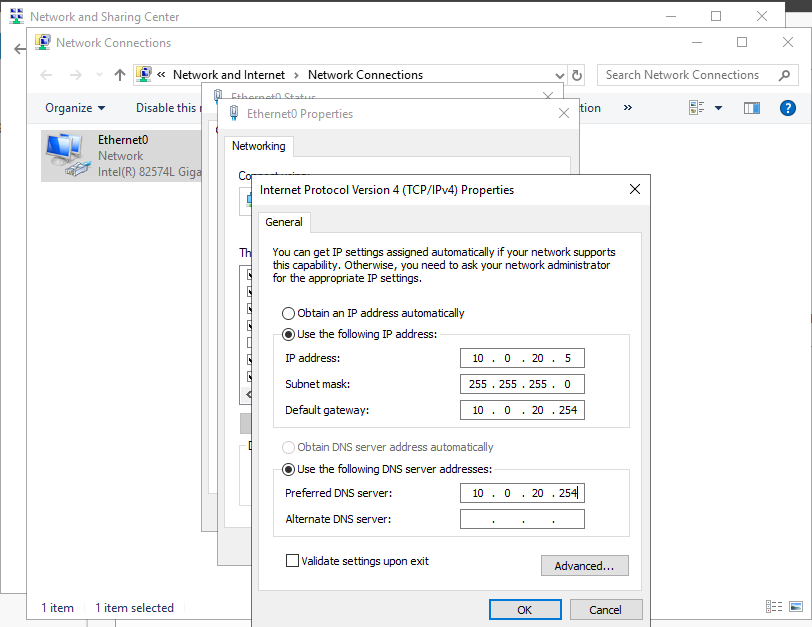 Network and Sharing Center
Network Connections
« Network and Internet › Network Connections
Search Network Connections
Organize
Disable this
tion
»
Ethernet0
Network
Intel(R) 82574L Giga
Ethernet0 Status
Ethernet0 Properties
Networking
Connect using:
Th
Internet Protocol Version 4 (TCP/IPv4) Properties
General
You can get IP settings assigned automatically if your network supports
this capability. Otherwise, you need to ask your network administrator
for the appropriate IP settings.
Obtain an IP address automatically
Use the following IP address:
IP address: 10 . 0 . 20 . 5
Subnet mask: 255 . 255 . 255 . 0
Default gateway: 10 . 0 . 20 . 254
Obtain DNS server address automatically
Use the following DNS server addresses:
Preferred DNS server: 10 . 0 . 20 . 254
Alternate DNS server: . . .
Validate settings upon exit
Advanced...
OK
Cancel
1 item
1 item selected